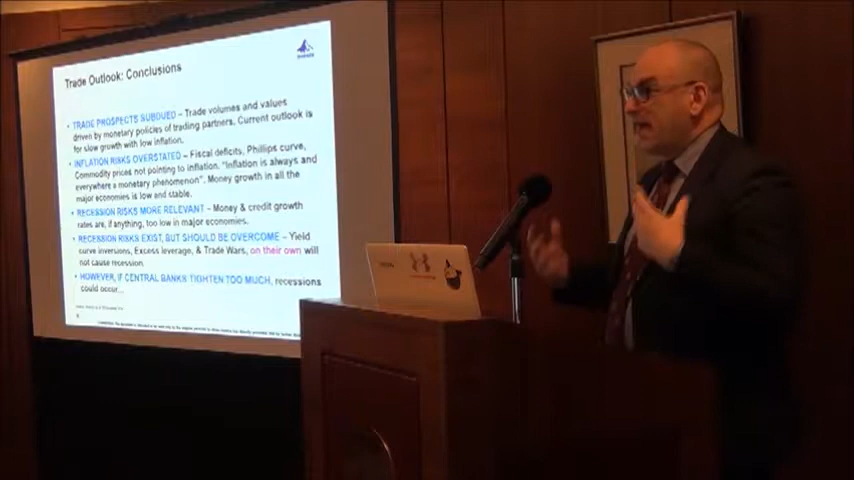 Trade Outlook: Conclusions
• TRADE PROSPECTS SUBDUED – Trade volumes and values
driven by monetary policies of trading partners. Current outlook is
for slow growth with low inflation.
• INFLATION RISKS OVERSTATED – Fiscal deficits, Phillips curve,
Commodity prices not pointing to inflation. "Inflation is always and
everywhere a monetary phenomenon". Money growth in all the
major economies is low and stable.
• RECESSION RISKS MORE RELEVANT – Money & credit growth
rates are, if anything, too low in major economies.
• RECESSION RISKS EXIST, BUT SHOULD BE OVERCOME – Yield
curve inversions, Excess leverage, & Trade Wars, on their own will
not cause recession.
• HOWEVER, IF CENTRAL BANKS TIGHTEN TOO MUCH, recessions
could occur...